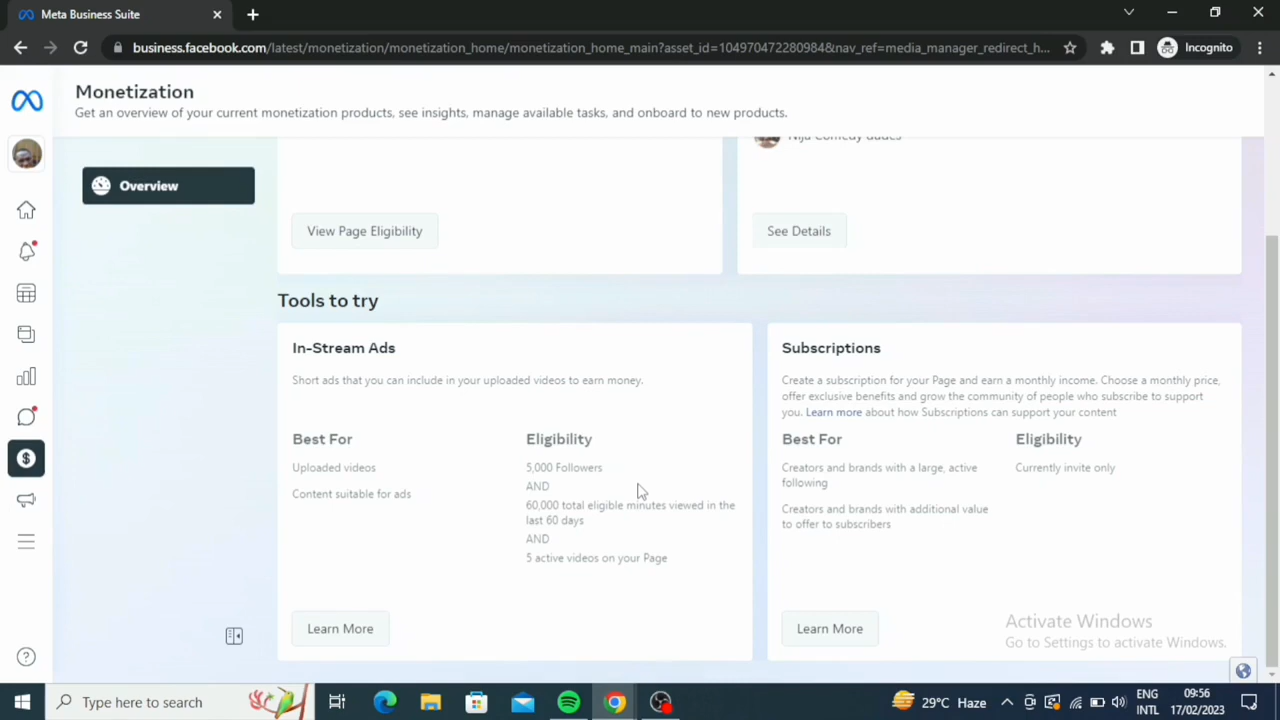 Meta Business Suite
business.facebook.com/latest/monetization/monetization_home/monetization_home_main?asset_id=104970472280984&nav_ref=media_manager_redirect_h...
Incognito
Monetization
Get an overview of your current monetization products, see insights, manage available tasks, and onboard to new products.
Nija Comedy dudes
Overview
View Page Eligibility
See Details
Tools to try
In-Stream Ads
Short ads that you can include in your uploaded videos to earn money.
Best For
Uploaded videos
Content suitable for ads
Eligibility
5,000 Followers
AND
60,000 total eligible minutes viewed in the
last 60 days
AND
5 active videos on your Page
Learn More
Subscriptions
Create a subscription for your Page and earn a monthly income. Choose a monthly price,
offer exclusive benefits and grow the community of people who subscribe to support
you. Learn more about how Subscriptions can support your content
Best For
Creators and brands with a large, active
following
Creators and brands with additional value
to offer to subscribers
Eligibility
Currently invite only
Learn More
Activate Windows
Go to Settings to activate Windows.
Type here to search
29°C Haze
ENG
INTL
09:56
17/02/2023